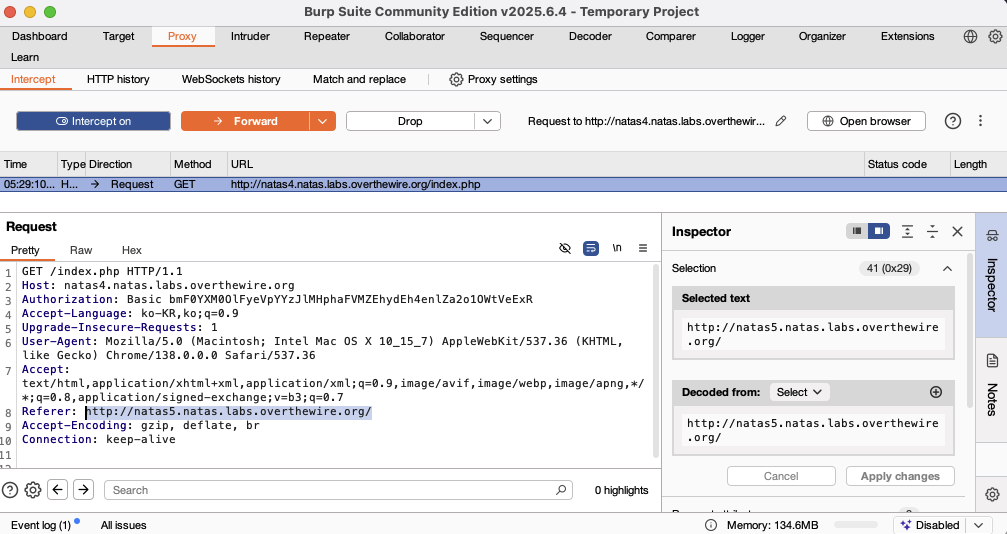 Burp Suite Community Edition v2025.6.4 - Temporary Project
Dashboard Target Proxy Intruder Repeater Collaborator Sequencer Decoder Comparer Logger Organizer Extensions
Learn
Intercept HTTP history WebSockets history Match and replace Proxy settings
Intercept on Forward Drop Request to http://natas4.natas.labs.overthewir... Open browser
Time Type Direction Method URL Status code Length
05:29:10... H... Request GET http://natas4.natas.labs.overthewire.org/index.php
Request
Pretty Raw Hex \n
1 GET /index.php HTTP/1.1
2 Host: natas4.natas.labs.overthewire.org
3 Authorization: Basic bmF0YXM0OlFyeVpYYzJlMHphaFVMZEhydEh4enlZa2o1OWtVeExR
4 Accept-Language: ko-KR,ko;q=0.9
5 Upgrade-Insecure-Requests: 1
6 User-Agent: Mozilla/5.0 (Macintosh; Intel Mac OS X 10_15_7) AppleWebKit/537.36 (KHTML,
like Gecko) Chrome/138.0.0.0 Safari/537.36
7 Accept:
text/html,application/xhtml+xml,application/xml;q=0.9,image/avif,image/webp,image/apng,*/
*;q=0.8,application/signed-exchange;v=b3;q=0.7
8 Referer: http://natas5.natas.labs.overthewire.org/
9 Accept-Encoding: gzip, deflate, br
10 Connection: keep-alive
11
Search 0 highlights
Inspector
Selection 41 (0x29)
Selected text
http://natas5.natas.labs.overthewire
.org/
Decoded from: Select
http://natas5.natas.labs.overthewire
.org/
Cancel Apply changes
Inspector
Notes
Event log (1) All issues Memory: 134.6MB Disabled